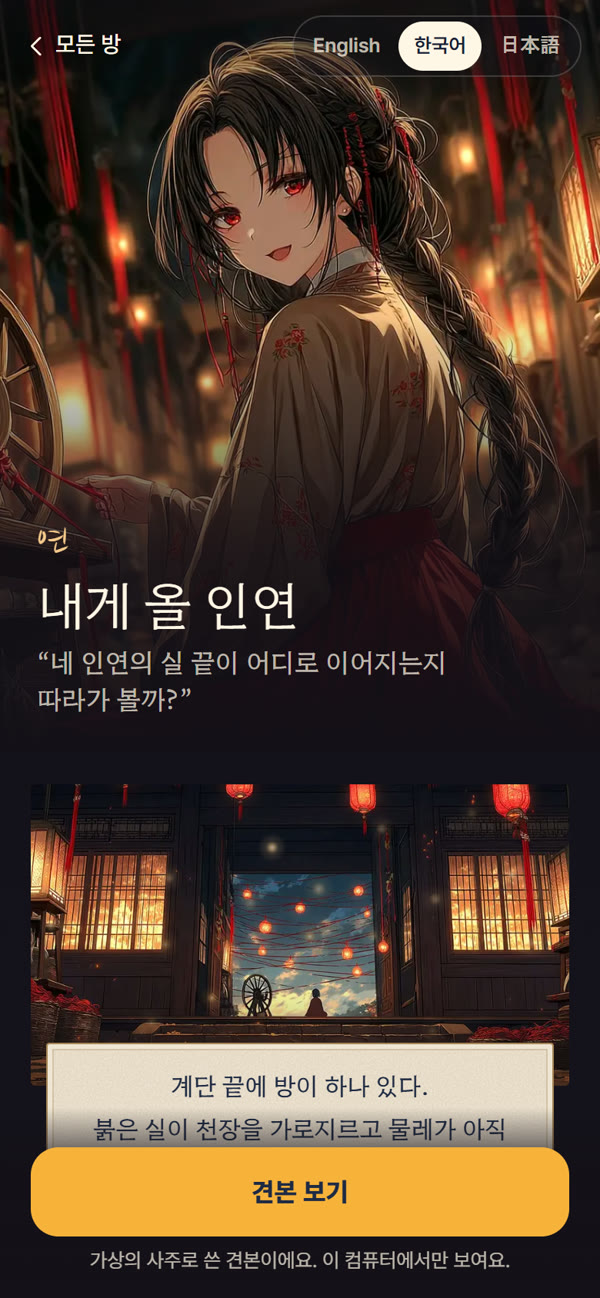 모든 방
English 한국어 日本語
연
내게 올 인연
“네 인연의 실 끝이 어디로 이어지는지
따라가 볼까?”
계단 끝에 방이 하나 있다.
붉은 실이 천장을 가로지르고 물레가 아직
견본 보기
가상의 사주로 쓴 견본이에요. 이 컴퓨터에서만 보여요.